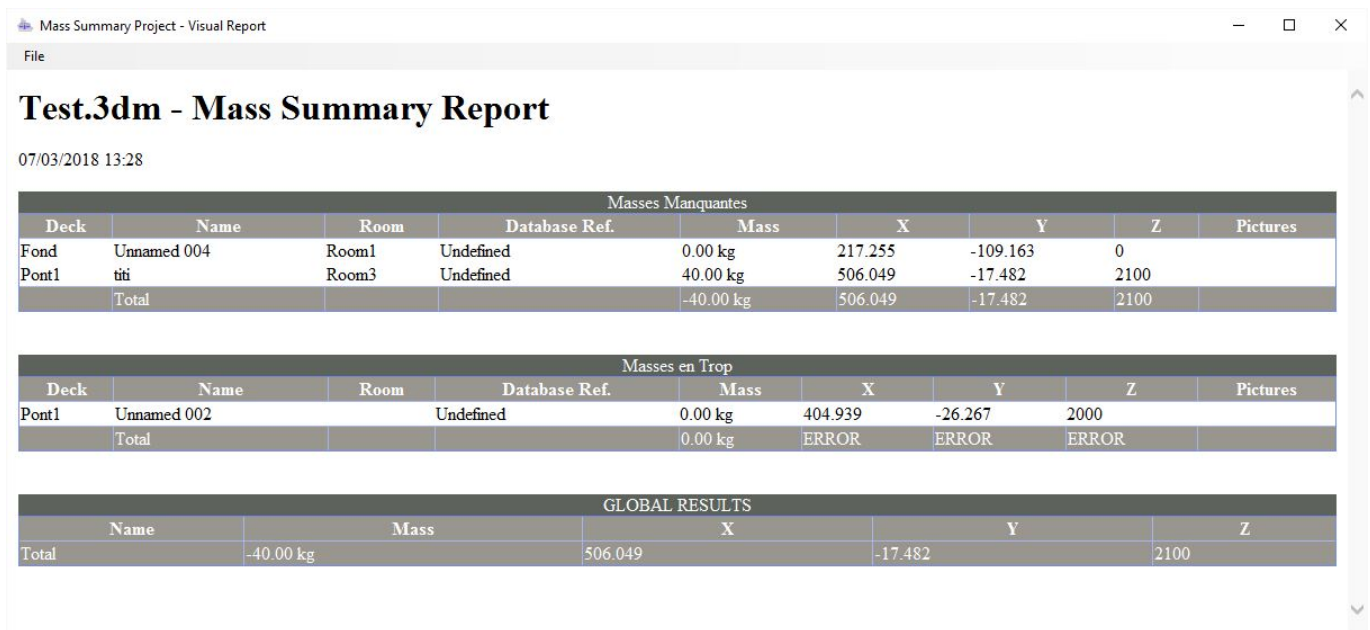 Mass Summary Project - Visual Report
File
Test.3dm - Mass Summary Report
07/03/2018 13:28
Masses Manquantes
Deck Name Room Database Ref. Mass X Y Z Pictures
Fond Unnamed 004 Room1 Undefined 0.00 kg 217.255 -109.163 0
Pont1 titi Room3 Undefined 40.00 kg 506.049 -17.482 2100
Total -40.00 kg 506.049 -17.482 2100
Masses en Trop
Deck Name Room Database Ref. Mass X Y Z Pictures
Pont1 Unnamed 002 Undefined 0.00 kg 404.939 -26.267 2000
Total 0.00 kg ERROR ERROR ERROR
GLOBAL RESULTS
Name Mass X Y Z
Total -40.00 kg 506.049 -17.482 2100